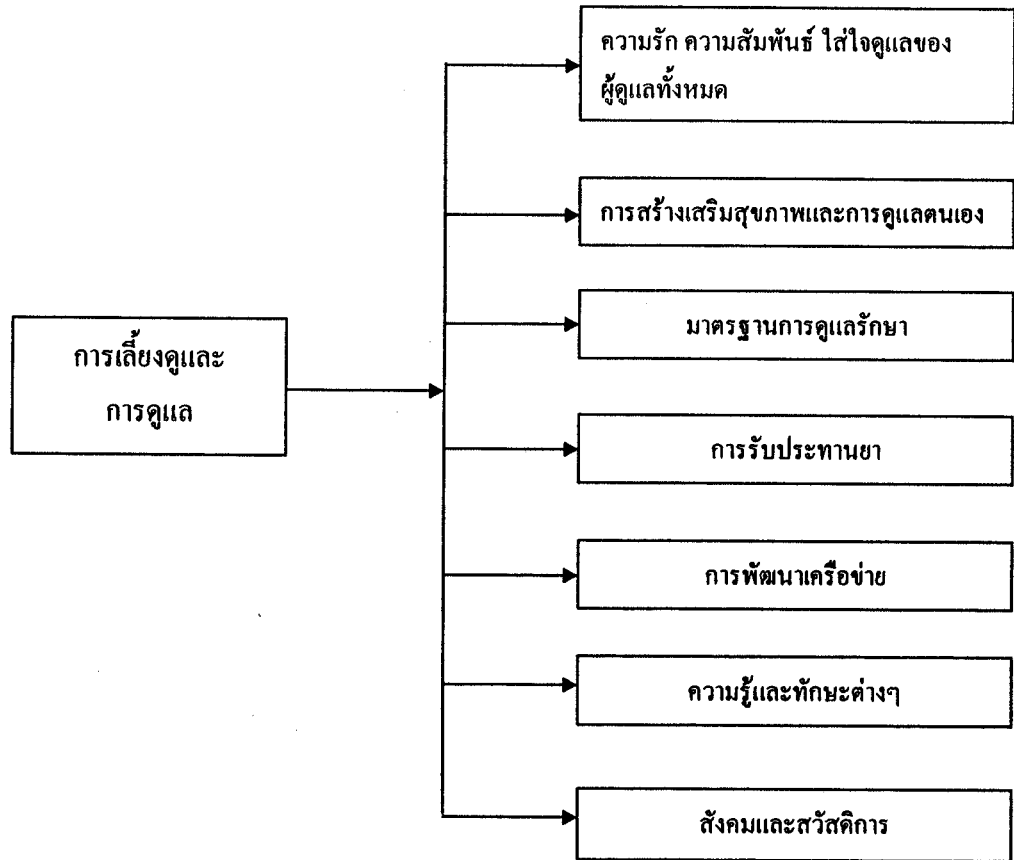 ความรัก ความสัมพันธ์ ใส่ใจดูแลของ
ผู้ดูแลทั้งหมด
การสร้างเสริมสุขภาพและการดูแลตนเอง
มาตรฐานการดูแลรักษา
การเลี้ยงดูและ
การดูแล
การรับประทานยา
การพัฒนาเครือข่าย
ความรู้และทักษะต่างๆ
สังคมและสวัสดิการ